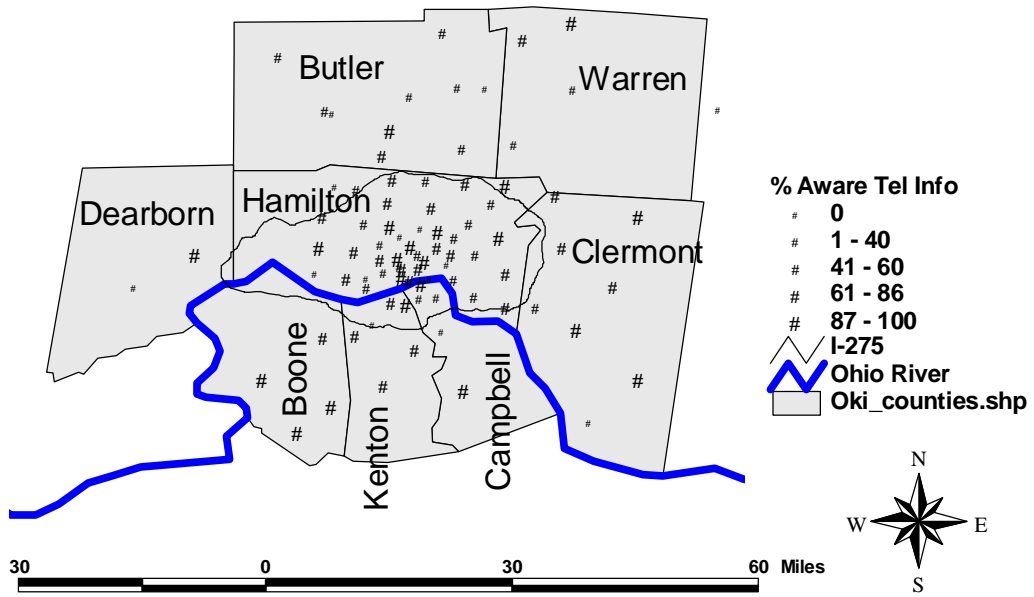 Butler
Warren
Hamilton
Dearborn
Clermont
Boone
Kenton
Campbell
% Aware Tel Info
# 0
# 1 - 40
# 41 - 60
# 61 - 86
# 87 - 100
I-275
Ohio River
Oki_counties.shp
N
W E
S
30 0 30 60 Miles